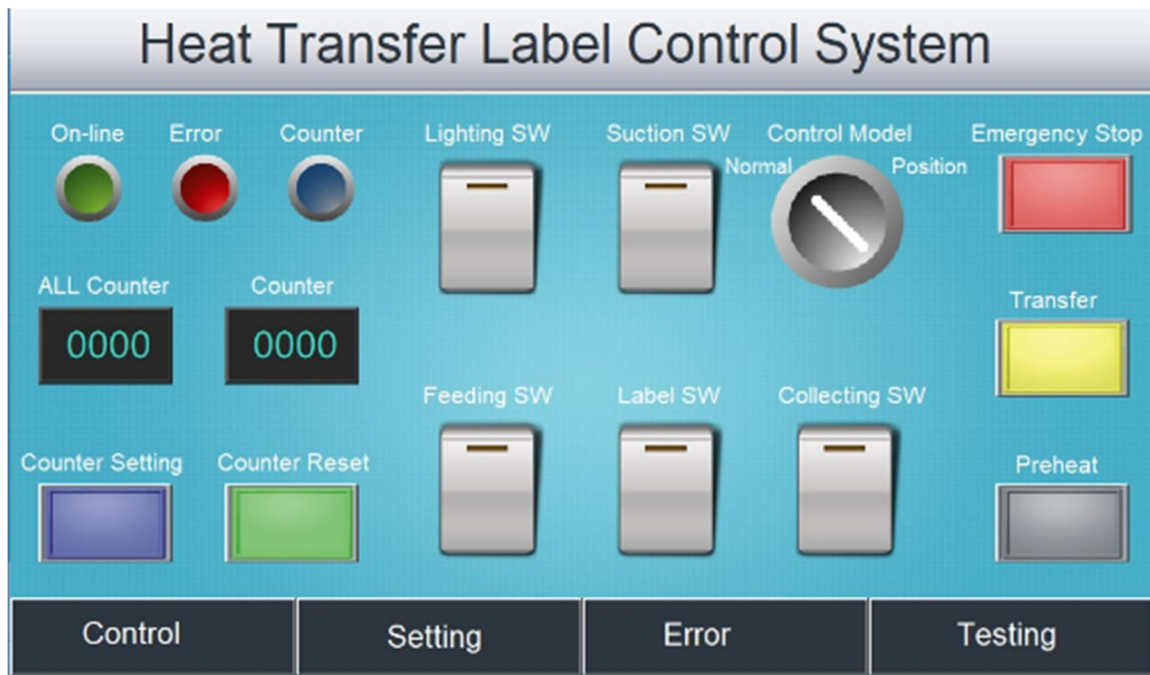 Heat Transfer Label Control System
On-line
Error
Counter
Lighting SW
Suction SW
Control Model
Normal
Position
Emergency Stop
ALL Counter
Counter
0000
0000
Transfer
Feeding SW
Label SW
Collecting SW
Counter Setting
Counter Reset
Preheat
Control
Setting
Error
Testing